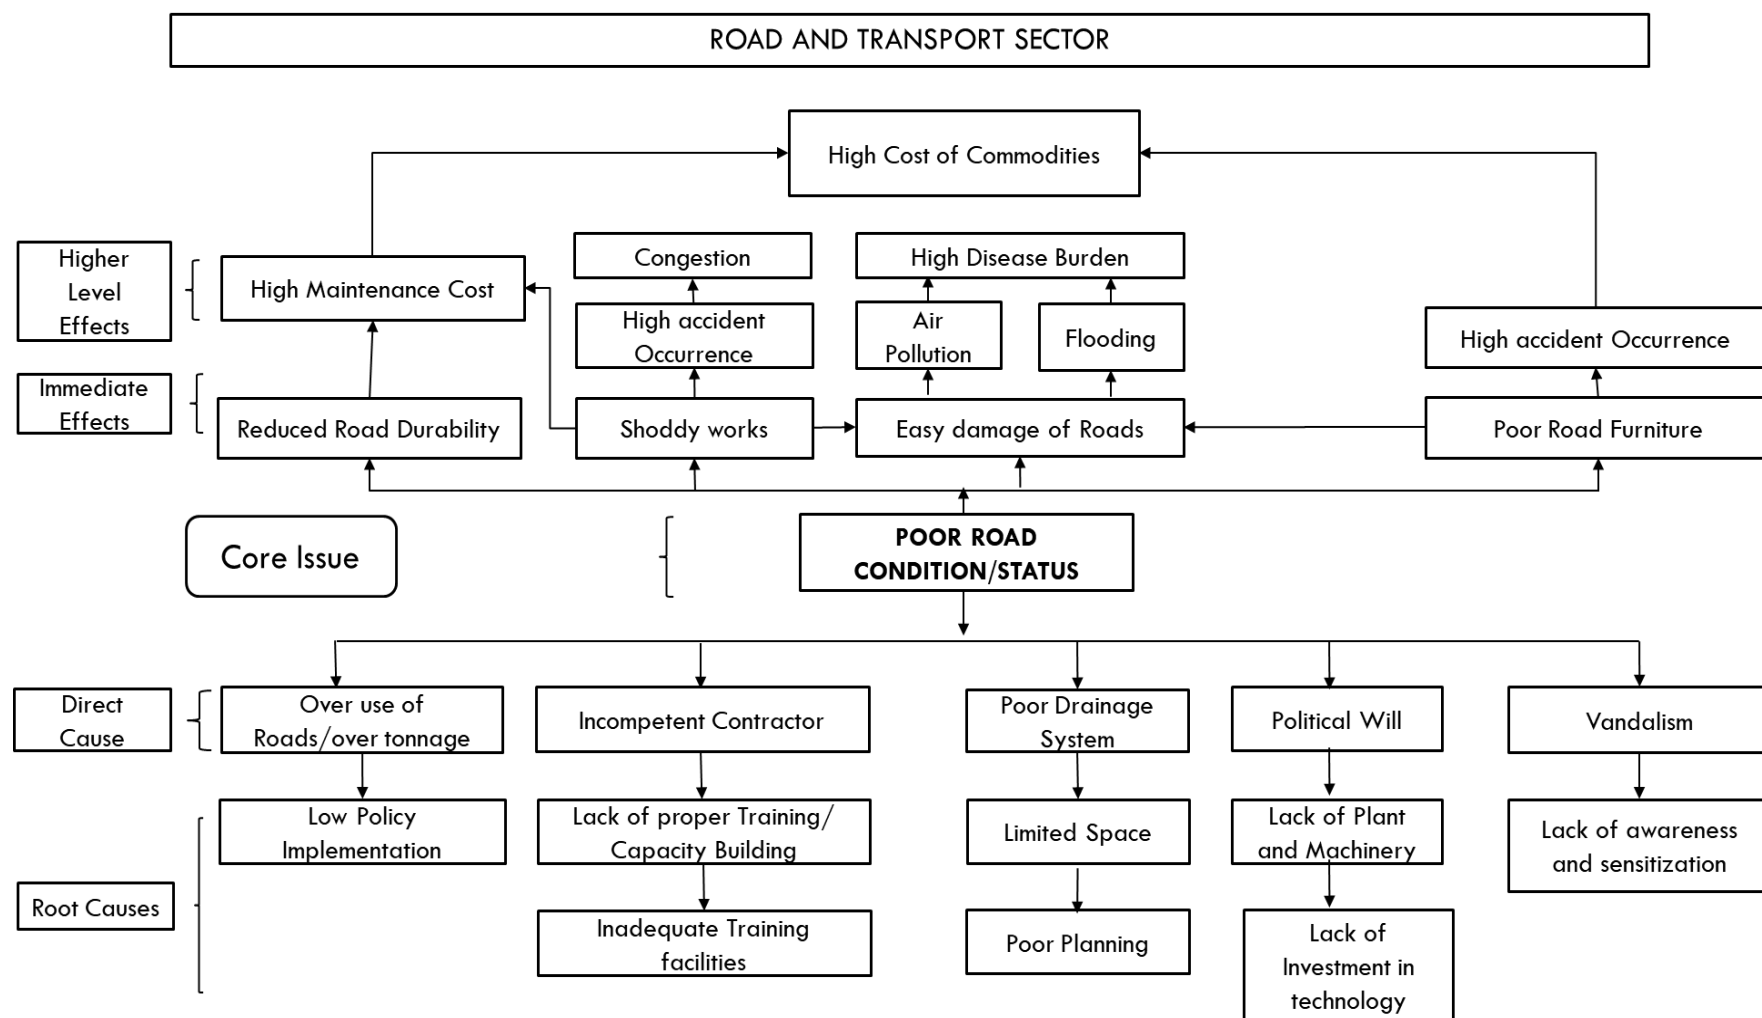 ROAD AND TRANSPORT SECTOR
High Cost of Commodities
Higher
Level
Effects
High Maintenance Cost
Congestion
High accident
Occurrence
High Disease Burden
Air
Pollution
Flooding
High accident Occurrence
Immediate
Effects
Reduced Road Durability
Shoddy works
Easy damage of Roads
Poor Road Furniture
Core Issue
POOR ROAD
CONDITION/STATUS
Direct
Cause
Over use of
Roads/over tonnage
Incompetent Contractor
Poor Drainage
System
Political Will
Vandalism
Root Causes
Low Policy
Implementation
Lack of proper Training/
Capacity Building
Limited Space
Lack of Plant
and Machinery
Lack of awareness
and sensitization
Inadequate Training
facilities
Poor Planning
Lack of
Investment in
technology